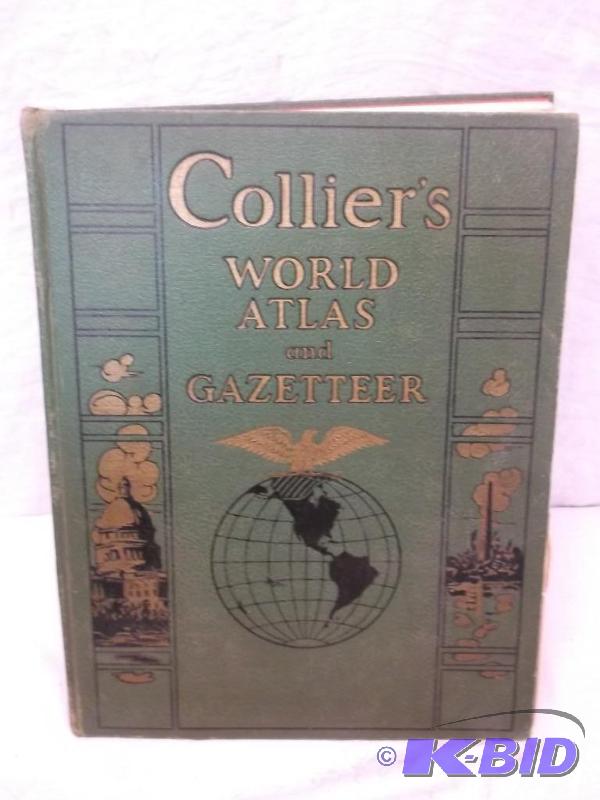 Collier's
WORLD
ATLAS
and
GAZETTEER
© K-BID